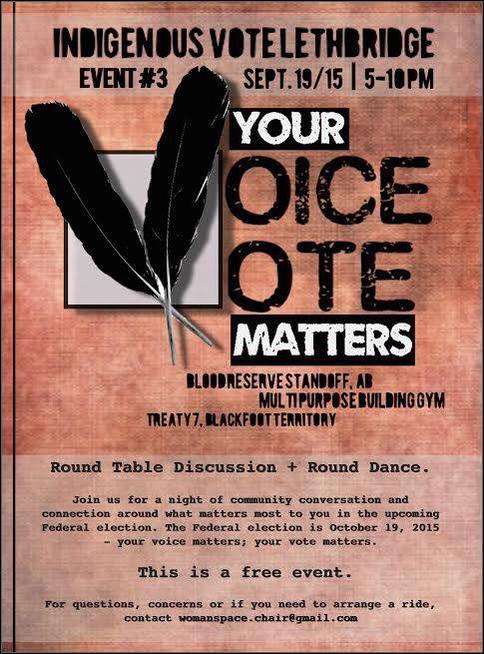 INDIGENOUS VOTE LETHBRIDGE
EVENT #3 SEPT. 19/15 | 5-10PM
YOUR
VOICE
VOTE
MATTERS
BLOOD RESERVE STANDOFF, AB
MULTIPURPOSE BUILDING GYM
TREATY 7, BLACKFOOT TERRITORY
Round Table Discussion + Round Dance.
Join us for a night of community conversation and
connection around what matters most to you in the upcoming
Federal election. The Federal election is October 19, 2015
– your voice matters; your vote matters.
This is a free event.
For questions, concerns or if you need to arrange a ride,
contact womanspace.chair@gmail.com